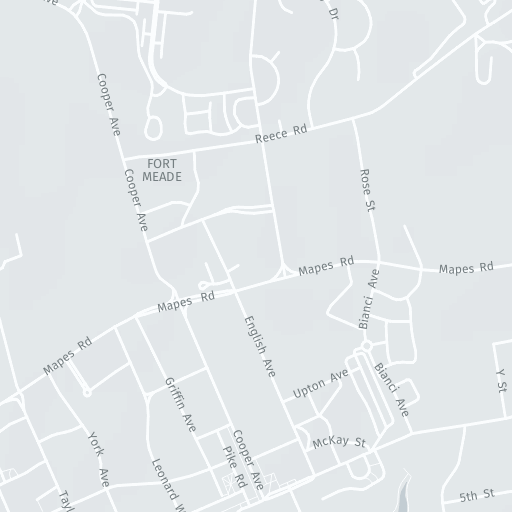 Ave
Dr
Cooper Ave
Reece Rd
FORT
MEADE
Cooper Ave
Rose St
Mapes Rd
Mapes Rd
Mapes Rd
Bianci Ave
English Ave
Mapes Rd
Bianci Ave
Upton Ave
Y St
Griffin Ave
York Ave
McKay St
Cooper Ave
Pike Rd
Leonard W
Tayl
5th St